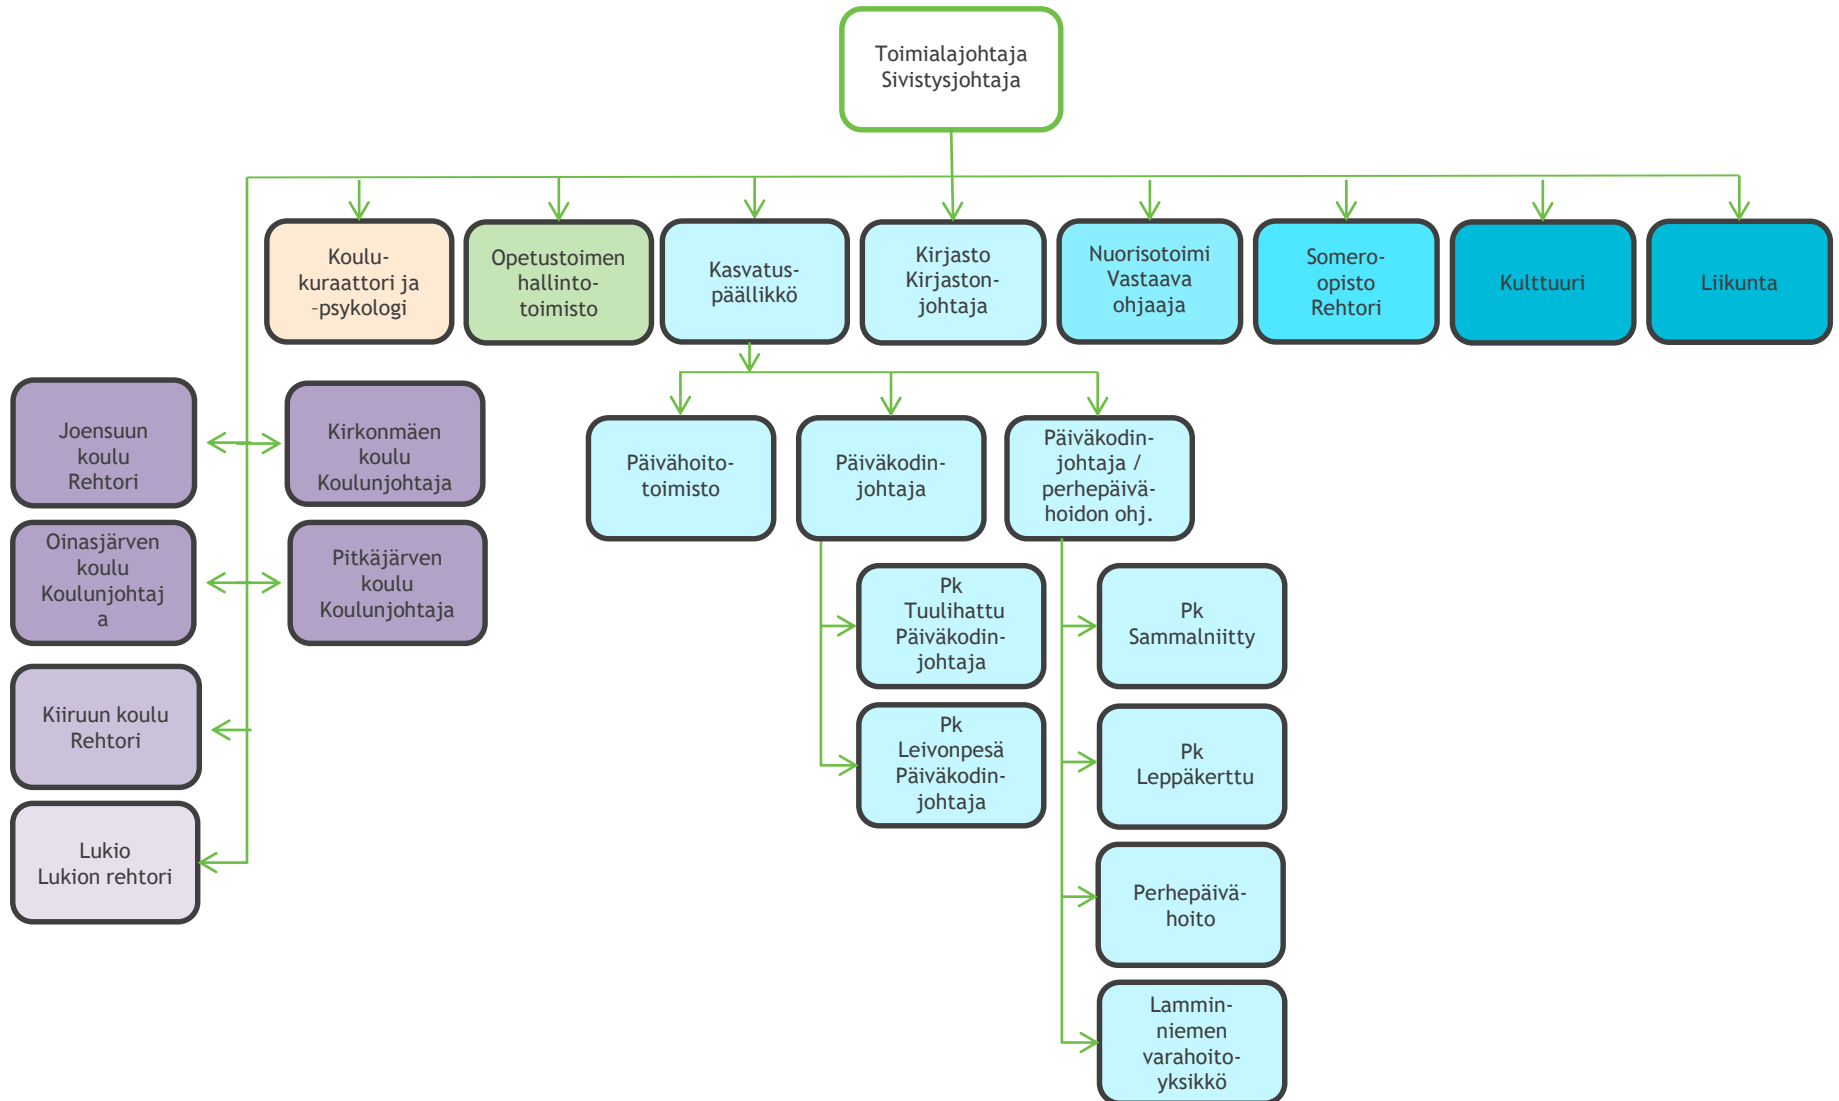 Toimialajohtaja
Sivistysjohtaja
Koulu-
kuraattori ja
-psykologi
Opetustoimen
hallinto-
toimisto
Kasvatus-
päällikkö
Kirjasto
Kirjaston-
johtaja
Nuorisotoimi
Vastaava
ohjaaja
Somero-
opisto
Rehtori
Kulttuuri
Liikunta
Joensuun
koulu
Rehtori
Kirkonmäen
koulu
Koulunjohtaja
Oinasjärven
koulu
Koulunjohtaj
a
Pitkäjärven
koulu
Koulunjohtaja
Kiiruun koulu
Rehtori
Lukio
Lukion rehtori
Päivähoito-
toimisto
Päiväkodin-
johtaja
Päiväkodin-
johtaja /
perhepäivä-
hoidon ohj.
Pk
Tuulihattu
Päiväkodin-
johtaja
Pk
Leivonpesä
Päiväkodin-
johtaja
Pk
Sammalniitty
Pk
Leppäkerttu
Perhepäivä-
hoito
Lammin-
niemen
varahoito-
yksikkö